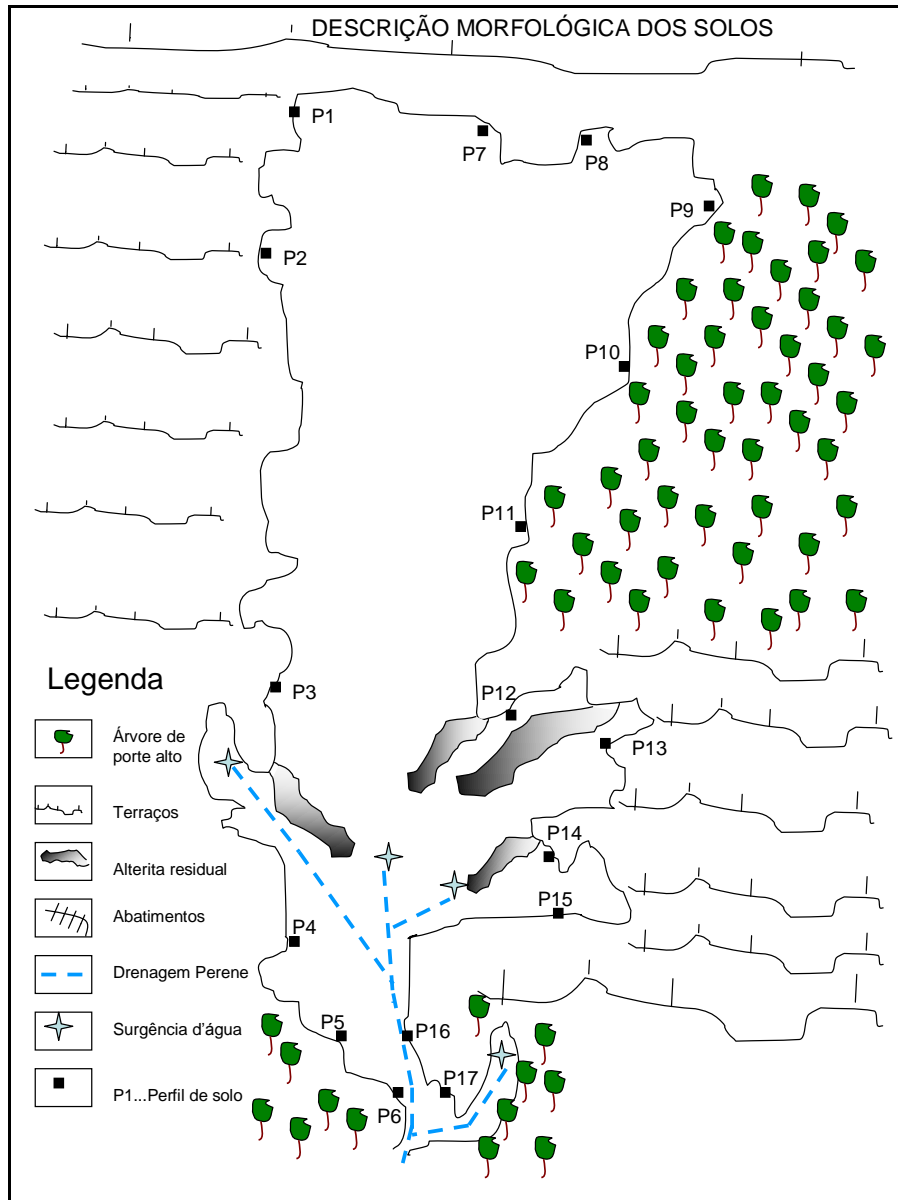 DESCRIÇÃO MORFOLÓGICA DOS SOLOS
P1
P7
P8
P9
P2
P10
P11
P3
P12
P13
P14
P15
P4
P5
P16
P17
P6
Legenda
Árvore de
porte alto
Terraços
Alterita residual
Abatimentos
Drenagem Perene
Surgência d'água
P1...Perfil de solo